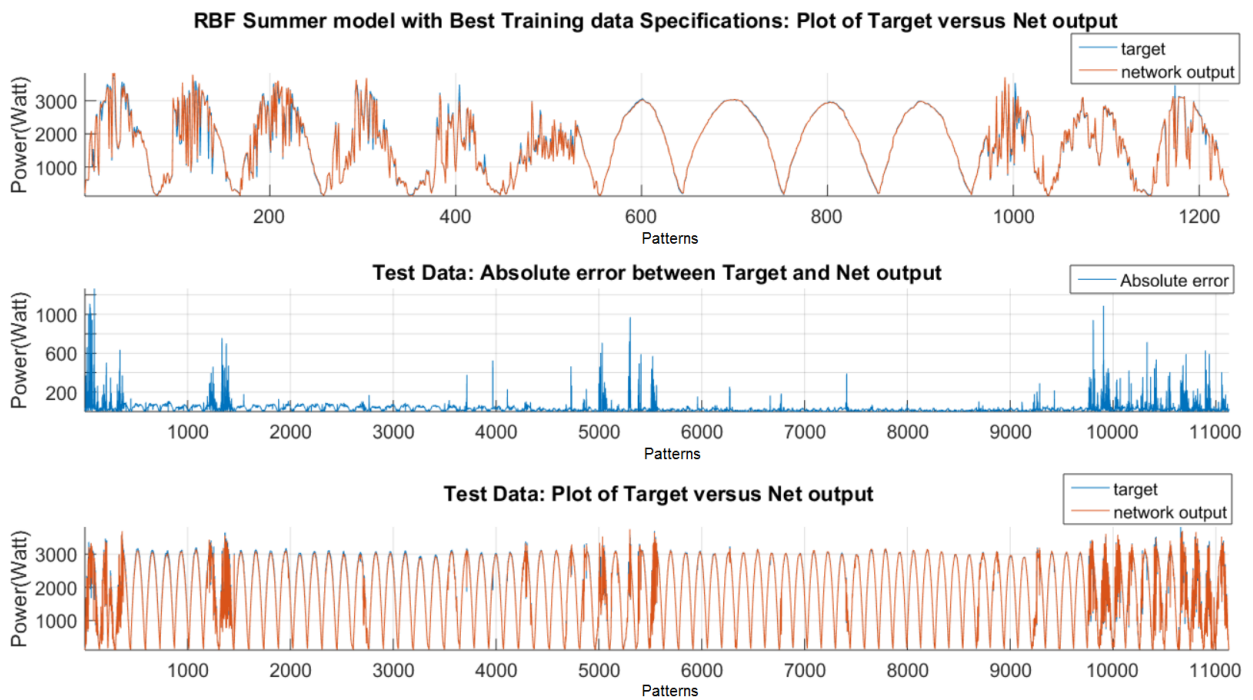 RBF Summer model with Best Training data Specifications: Plot of Target versus Net output
target
network output
Power(Watt)
3000
2000
1000
200 400 600 800 1000 1200
Patterns
Test Data: Absolute error between Target and Net output
Absolute error
Power(Watt)
1000
600
200
1000 2000 3000 4000 5000 6000 7000 8000 9000 10000 11000
Patterns
Test Data: Plot of Target versus Net output
target
network output
Power(Watt)
3000
2000
1000
1000 2000 3000 4000 5000 6000 7000 8000 9000 10000 11000
Patterns